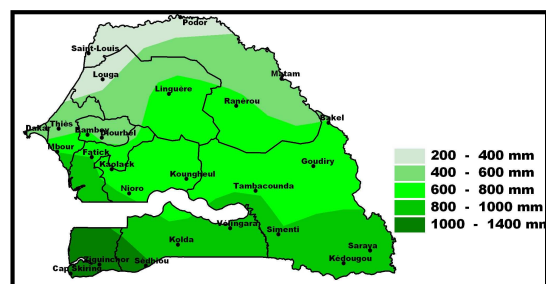 Podor
Saint-Louis
Louga
Matam
Linguère
Ranérou
Bakel
Dakar
Thiès
Bambey
Diourbel
Mbour
Fatick
Kaolack
Goudiry
Koungheul
Tambacounda
Nioro
Vélingara
Simenti
Kolda
Saraya
Kédougou
Ziguinchor
Cap Skiring
Sédhiou
200 - 400 mm
400 - 600 mm
600 - 800 mm
800 - 1000 mm
1000 - 1400 mm